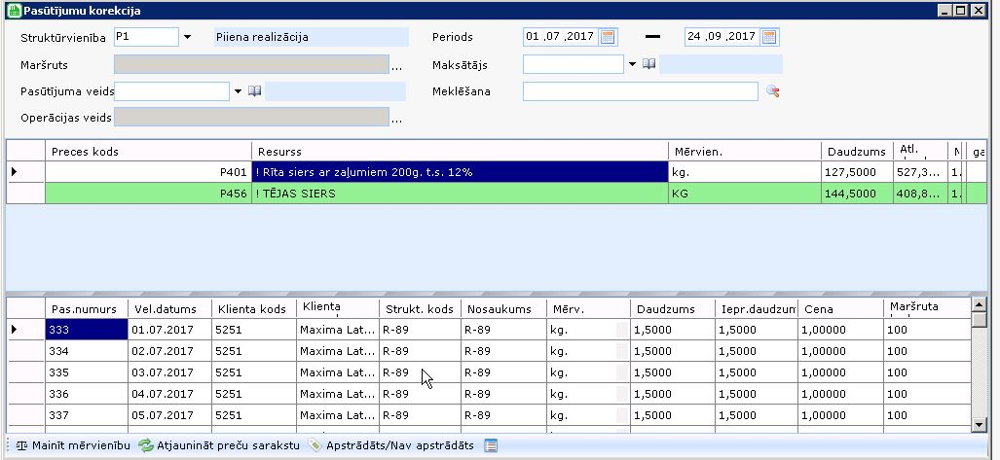 Pasūtījumu korekcija
Struktūrvienība P1 Piiena realizācija Periods 01 ,07 ,2017 24 ,09 ,2017
Maršruts ... Maksātājs
Pasūtījuma veids Meklēšana
Operācijas veids ...
Preces kods Resurss Mērvien. Daudzums Atl. ga
P401 ! Rīta siers ar zaļumiem 200g. t.s. 12% kg. 127,5000 527,3... 1.
P456 ! TĒJAS SIERS KG 144,5000 408,8... 1.
Pas.numurs Vel.datums Klienta kods Klienta Strukt. kods Nosaukums Mērv. Daudzums Iepr.daudzum Cena Maršruta
333 01.07.2017 5251 Maxima Lat... R-89 R-89 kg. 1,5000 1,5000 1,00000 100
334 02.07.2017 5251 Maxima Lat... R-89 R-89 kg. 1,5000 1,5000 1,00000 100
335 03.07.2017 5251 Maxima Lat... R-89 R-89 kg. 1,5000 1,5000 1,00000 100
336 04.07.2017 5251 Maxima Lat... R-89 R-89 kg. 1,5000 1,5000 1,00000 100
337 05.07.2017 5251 Maxima Lat... R-89 R-89 kg. 1,5000 1,5000 1,00000 100
Mainīt mērvienību Atjaunināt preču sarakstu Apstrādāts/Nav apstrādāts